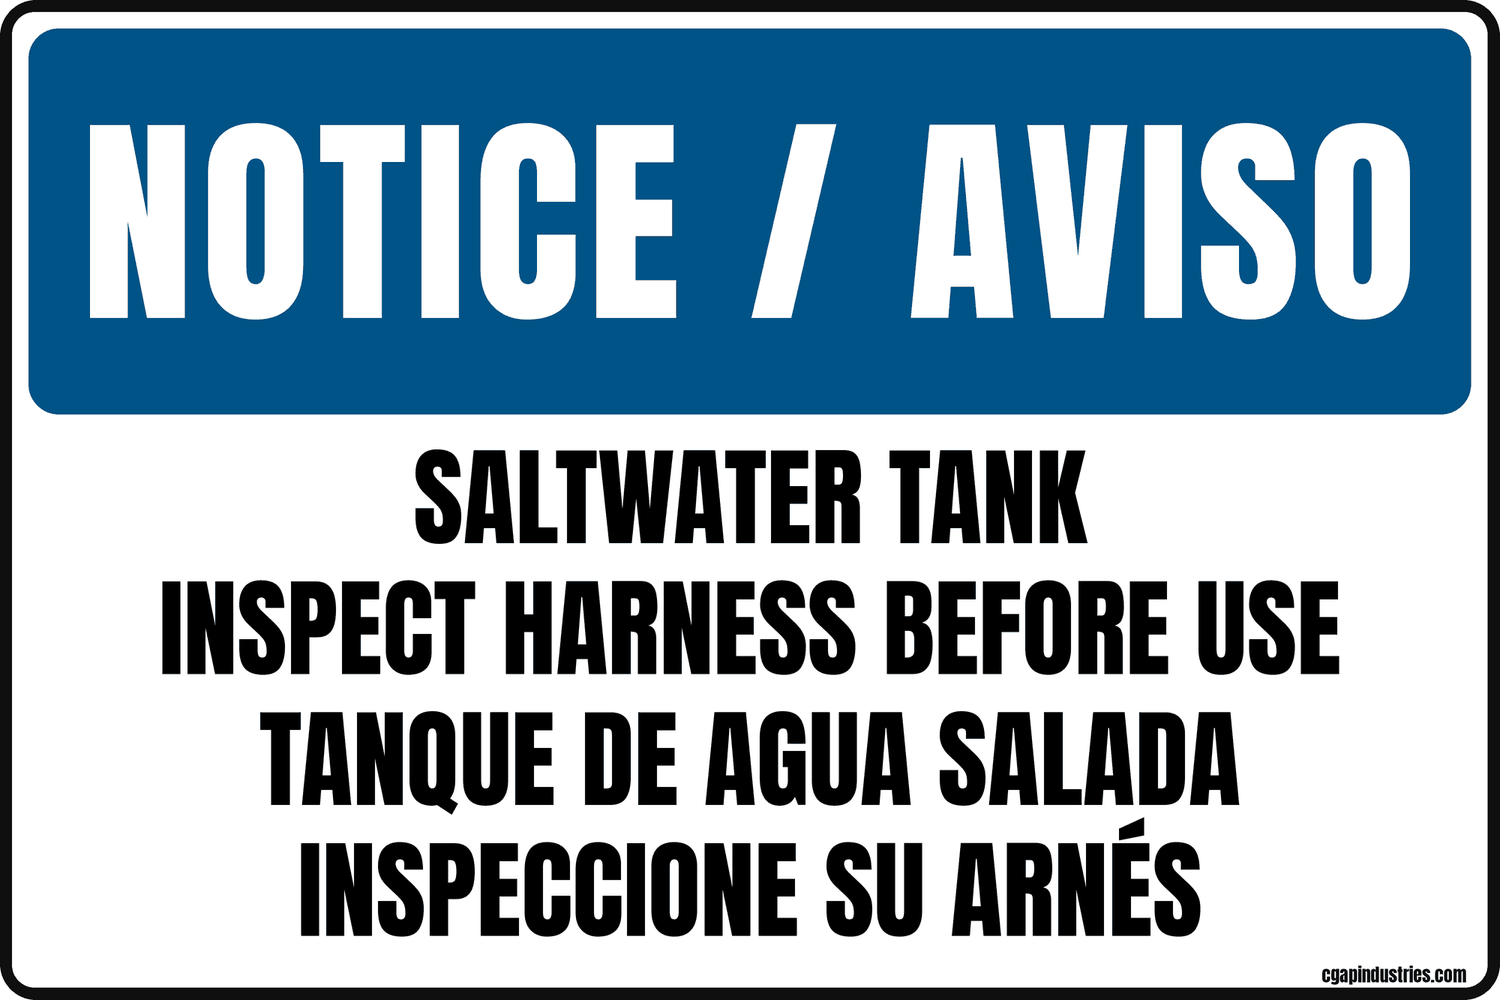 NOTICE / AVISO
SALTWATER TANK
INSPECT HARNESS BEFORE USE
TANQUE DE AGUA SALADA
INSPECCIONE SU ARNÉS
cgapindustries.com